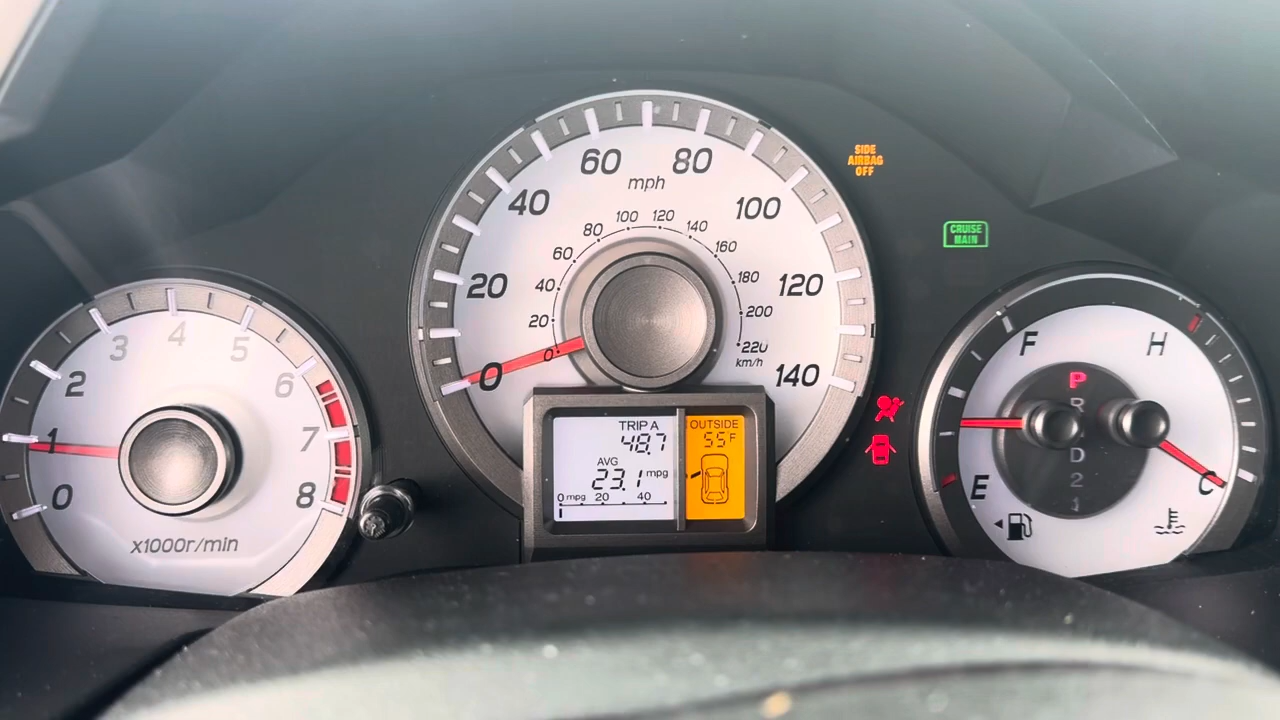 60 80
mph
40 100
20 120
0 140
100 120
80 140
60 160
40 180
20 200
0 220
km/h
SIDE
AIRBAG
OFF
CRUISE
MAIN
3 4 5
2 6
1 7
0 8
x1000r/min
TRIP A
48.7
AVG
23.1 mpg
0 mpg 20 40
OUTSIDE
55°F
F H
E C
P
R
D
2
1